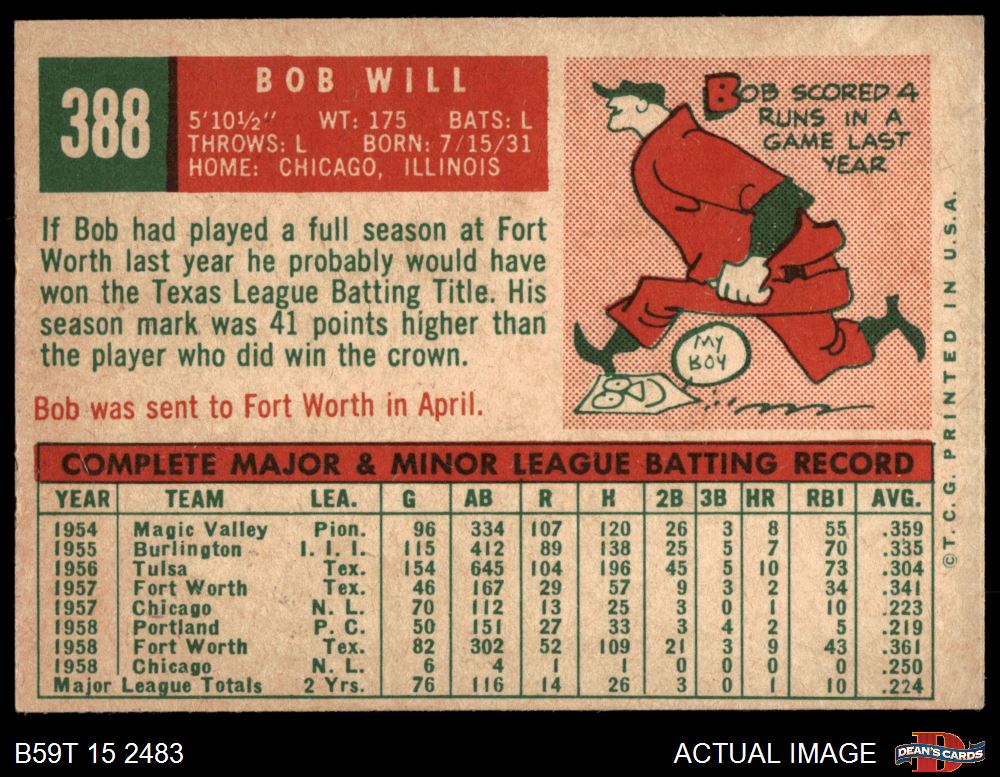 388
BOB WILL
5'10½" WT: 175 BATS: L
THROWS: L BORN: 7/15/31
HOME: CHICAGO, ILLINOIS
If Bob had played a full season at Fort
Worth last year he probably would have
won the Texas League Batting Title. His
season mark was 41 points higher than
the player who did win the crown.
Bob was sent to Fort Worth in April.
BOB SCORED 4
RUNS IN A
GAME LAST
YEAR
MY
BOY
COMPLETE MAJOR & MINOR LEAGUE BATTING RECORD
YEAR TEAM LEA. G AB R H 2B 3B HR RBI AVG.
1954 Magic Valley Pion. 96 334 107 120 26 3 8 55 .359
1955 Burlington I. I. I. 115 412 89 138 25 5 7 70 .335
1956 Tulsa Tex. 154 645 104 196 45 5 10 73 .304
1957 Fort Worth Tex. 46 167 29 57 9 3 2 34 .341
1957 Chicago N. L. 70 112 13 25 3 0 1 10 .223
1958 Portland P. C. 50 151 27 33 3 4 2 5 .219
1958 Fort Worth Tex. 82 302 52 109 21 3 9 43 .361
1958 Chicago N. L. 6 4 1 1 0 0 0 0 .250
Major League Totals 2 Yrs. 76 116 14 26 3 0 1 10 .224
© T. C. G. PRINTED IN U.S.A.
B59T 15 2483
ACTUAL IMAGE
DEAN'S CARDS